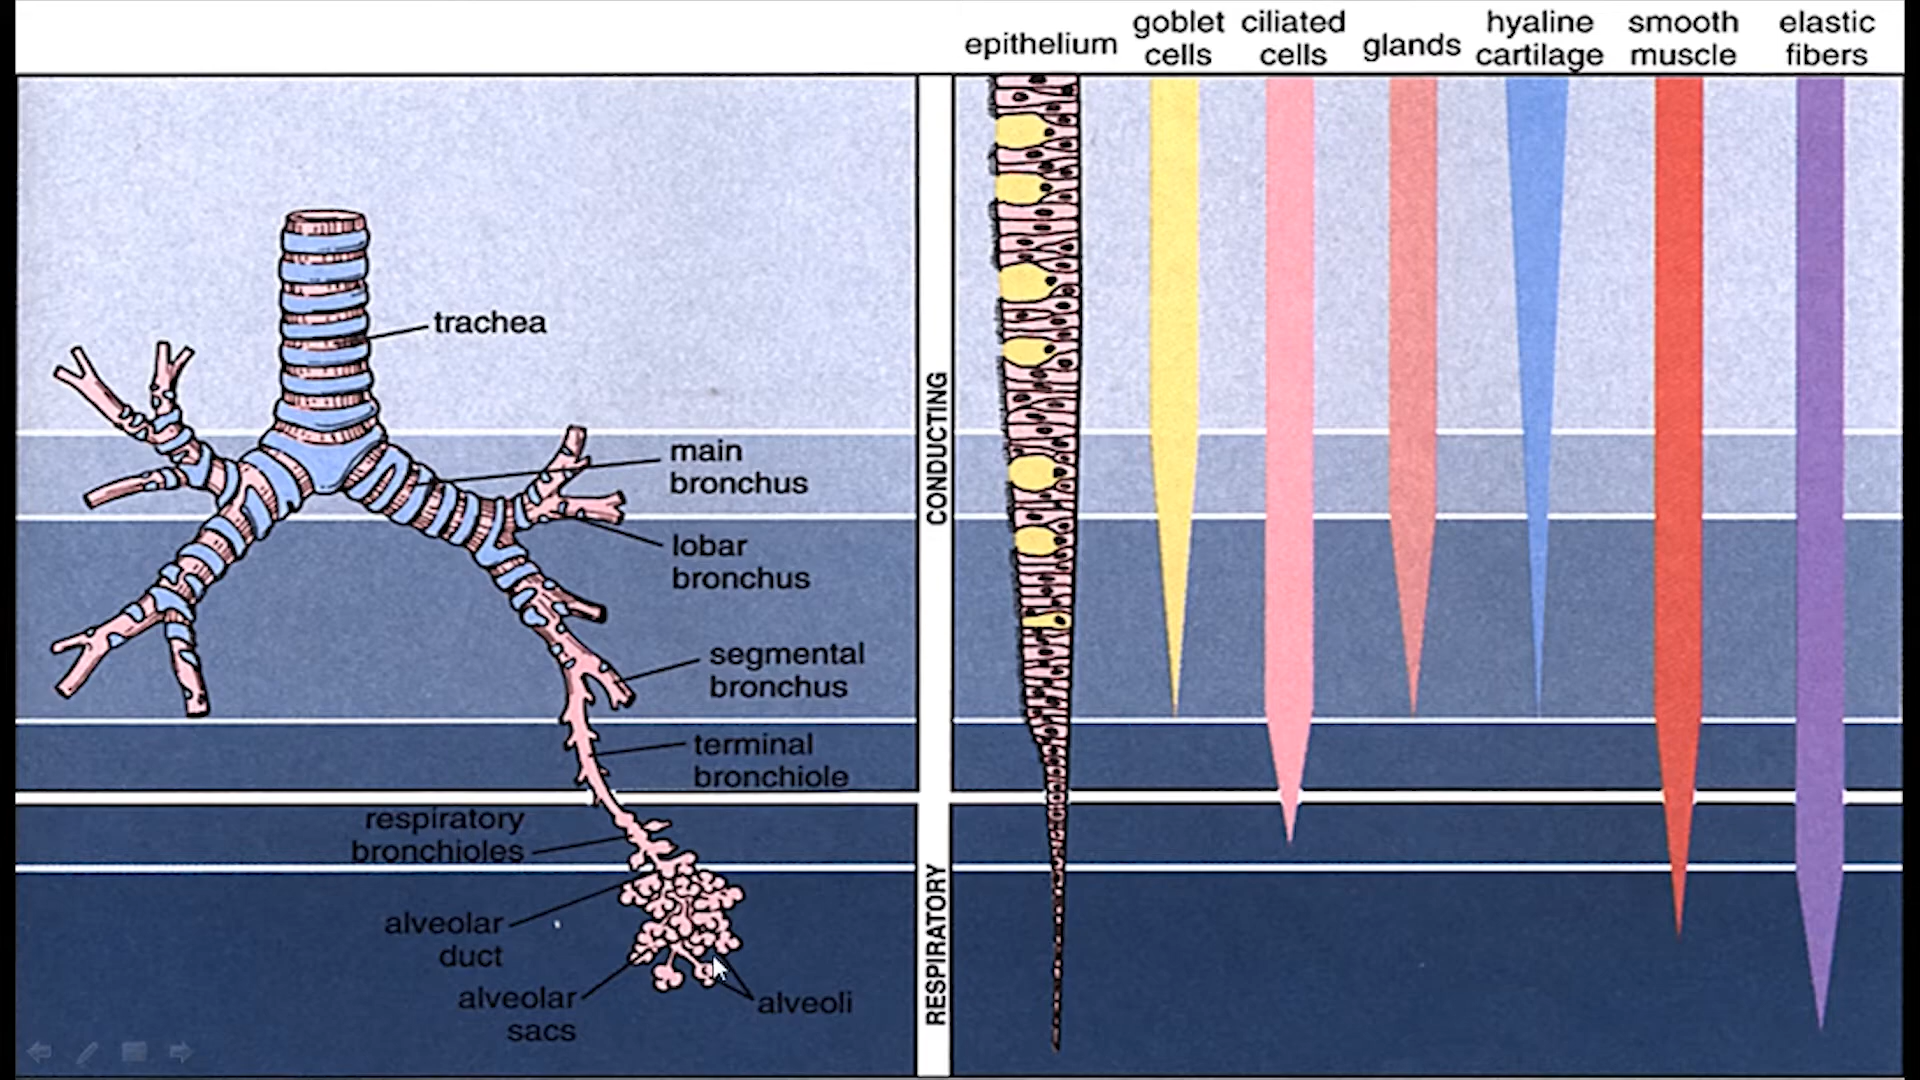 epithelium
goblet
cells
ciliated
cells
glands
hyaline
cartilage
smooth
muscle
elastic
fibers
trachea
main
bronchus
lobar
bronchus
segmental
bronchus
terminal
bronchiole
respiratory
bronchioles
alveolar
duct
alveolar
sacs
alveoli
CONDUCTING
RESPIRATORY